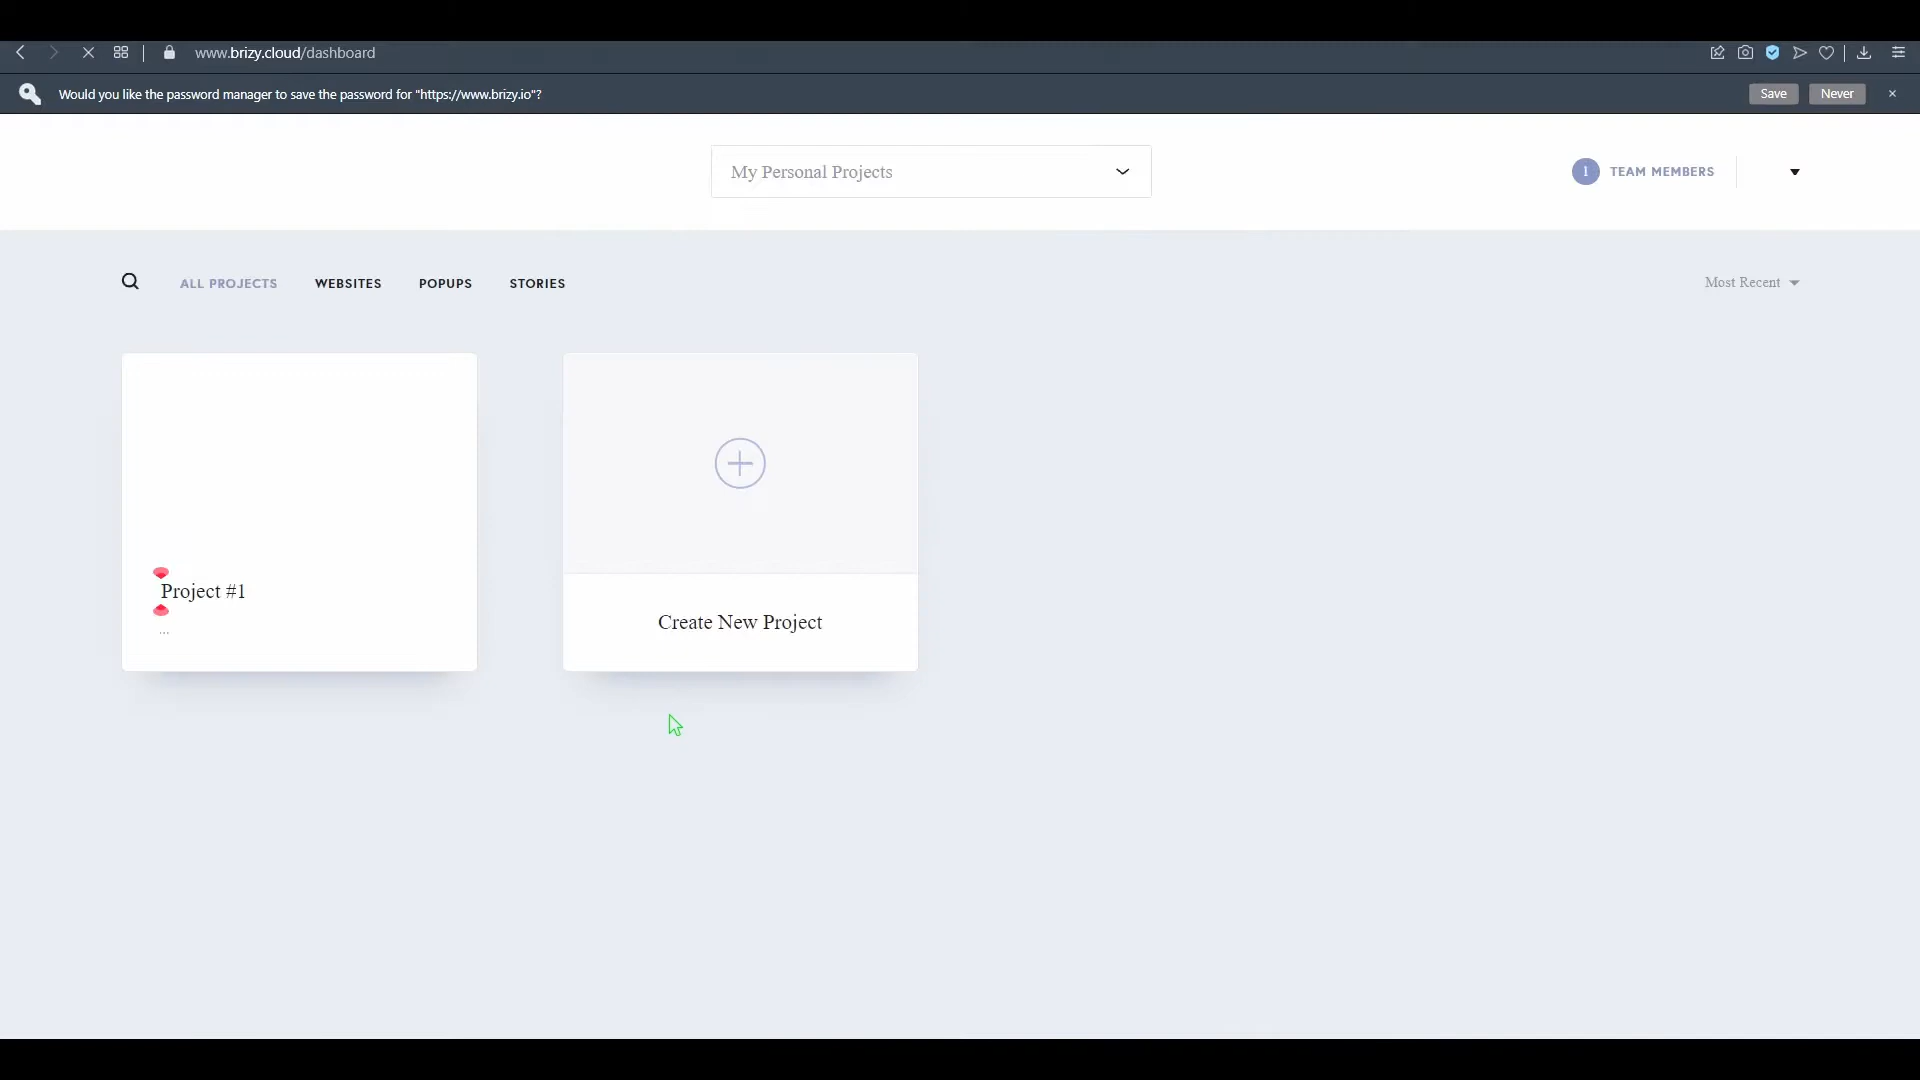 www.brizy.cloud/dashboard
Would you like the password manager to save the password for "https://www.brizy.io"?
Save
Never
My Personal Projects
1
TEAM MEMBERS
ALL PROJECTS
WEBSITES
POPUPS
STORIES
Most Recent
Project #1
...
Create New Project